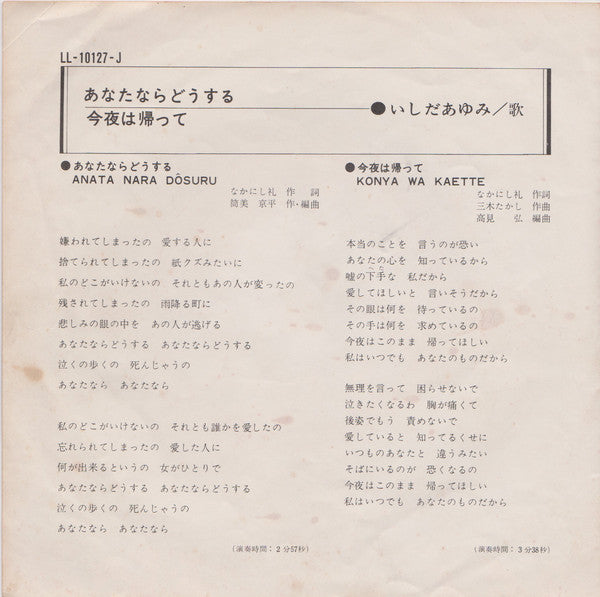 LL-10127-J
あなたならどうする
今夜は帰って
●いしだあゆみ/歌
●あなたならどうする
ANATA NARA DÔSURU
なかにし礼 作 詞
筒美 京平 作・編曲
嫌われてしまったの 愛する人に
捨てられてしまったの 紙クズみたいに
私のどこがいけないの それともあの人が変ったの
残されてしまったの 雨降る町に
悲しみの眼の中を あの人が逃げる
あなたならどうする あなたならどうする
泣くの歩くの 死んじゃうの
あなたなら あなたなら
私のどこがいけないの それとも誰かを愛したの
忘れられてしまったの 愛した人に
何が出来るというの 女がひとりで
あなたならどうする あなたならどうする
泣くの歩くの 死んじゃうの
あなたなら あなたなら
(演奏時間：2分57秒)
●今夜は帰って
KONYA WA KAETTE
なかにし礼 作詞
三木たかし 作曲
高見 弘 編曲
本当のことを 言うのが恐い
あなたの心を 知っているから
嘘の下手な 私だから
愛してほしいと 言いそうだから
その眼は何を 待っているの
その手は何を 求めているの
今夜はこのまま 帰ってほしい
私はいつでも あなたのものだから
無理を言って 困らせないで
泣きたくなるわ 胸が痛くて
後姿でもう 責めないで
愛していると 知ってるくせに
いつものあなたと 違うみたい
そばにいるのが 恐くなるの
今夜はこのまま 帰ってほしい
私はいつでも あなたのものだから
(演奏時間：3分38秒)